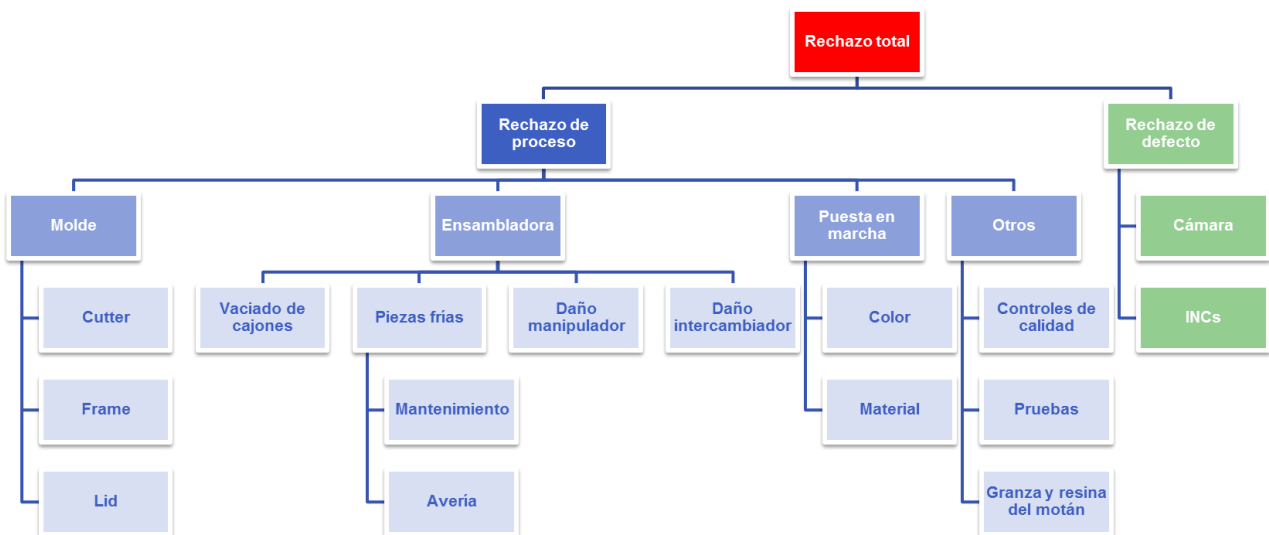 Rechazo total
Rechazo de
proceso
Rechazo de
defecto
Molde
Ensambladora
Puesta en
marcha
Otros
Cámara
Cutter
Vaciado de
cajones
Piezas frías
Daño
manipulador
Daño
intercambiador
Color
Controles de
calidad
INCs
Frame
Mantenimiento
Material
Pruebas
Lid
Avería
Granza y resina
del motán